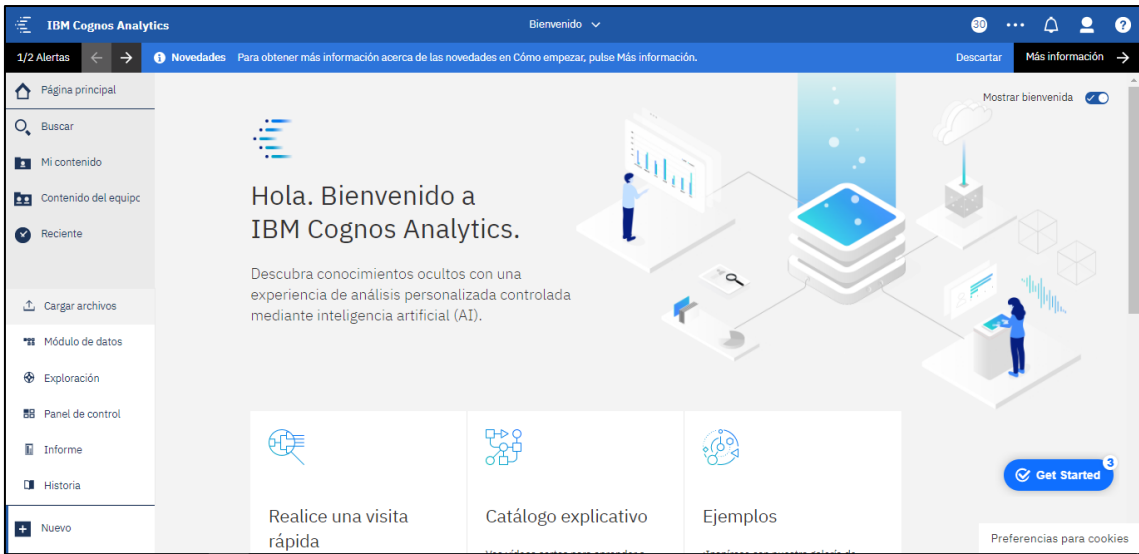 IBM Cognos Analytics
Bienvenido
30
1/2 Alertas
Novedades Para obtener más información acerca de las novedades en Cómo empezar, pulse Más información.
Descartar
Más información
Página principal
Buscar
Mi contenido
Contenido del equipc
Reciente
Cargar archivos
Módulo de datos
Exploración
Panel de control
Informe
Historia
Nuevo
Mostrar bienvenida
Hola. Bienvenido a
IBM Cognos Analytics.
Descubra conocimientos ocultos con una
experiencia de análisis personalizada controlada
mediante inteligencia artificial (AI).
Realice una visita
rápida
Catálogo explicativo
Ejemplos
Get Started
3
Preferencias para cookies